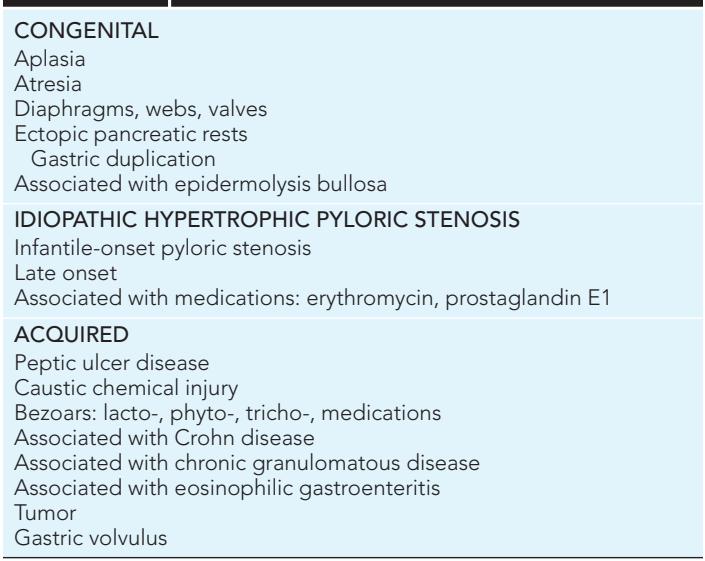 CONGENITAL
Aplasia
Atresia
Diaphragms, webs, valves
Ectopic pancreatic rests
Gastric duplication
Associated with epidermolysis bullosa
IDIOPATHIC HYPERTROPHIC PYLORIC STENOSIS
Infantile-onset pyloric stenosis
Late onset
Associated with medications: erythromycin, prostaglandin E1
ACQUIRED
Peptic ulcer disease
Caustic chemical injury
Bezoars: lacto-, phyto-, tricho-, medications
Associated with Crohn disease
Associated with chronic granulomatous disease
Associated with eosinophilic gastroenteritis
Tumor
Gastric volvulus